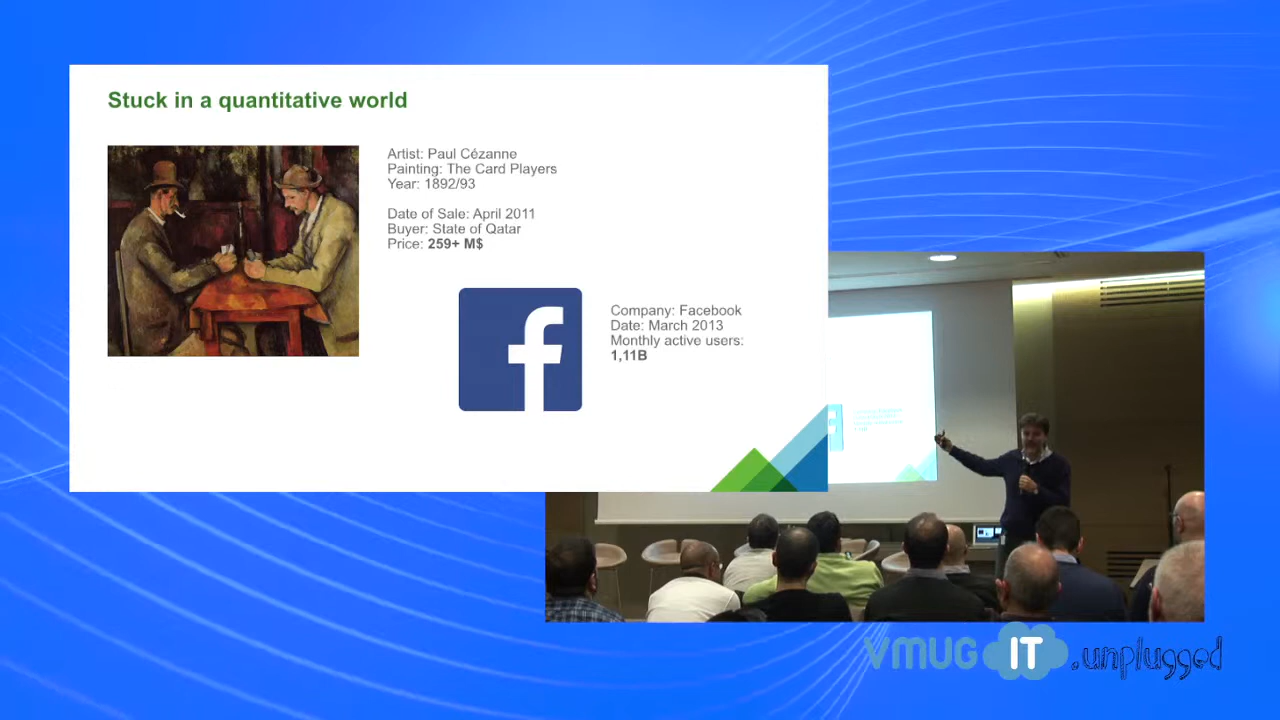 Stuck in a quantitative world
Artist: Paul Cézanne
Painting: The Card Players
Year: 1892/93
Date of Sale: April 2011
Buyer: State of Qatar
Price: 259+ M$
Company: Facebook
Date: March 2013
Monthly active users:
1,11B
VMUG IT .unplugged